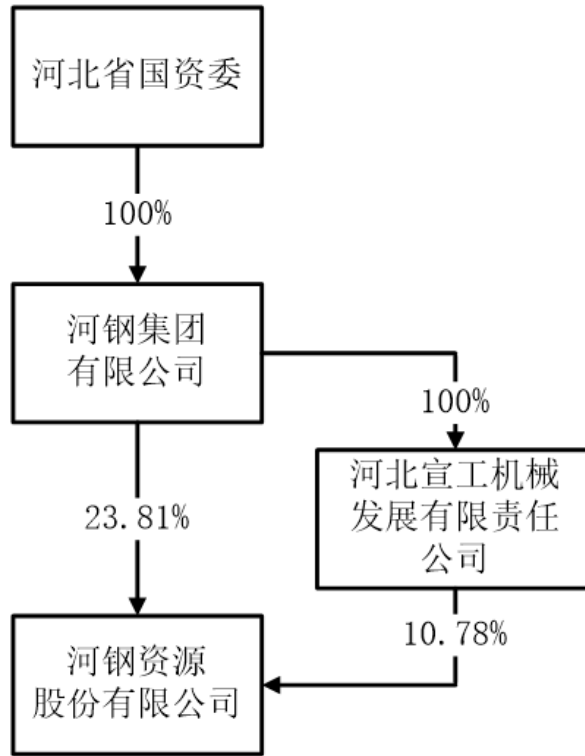 河北省国资委
100%
河钢集团
有限公司
100%
河北宣工机械
发展有限责任
公司
23.81%
10.78%
河钢资源
股份有限公司